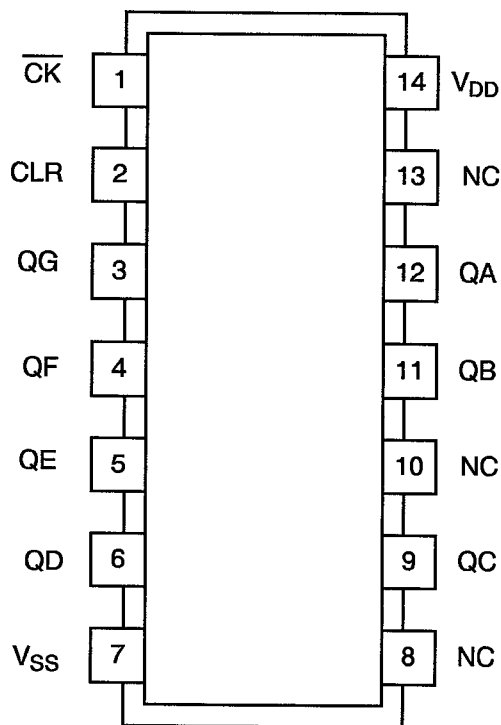 C̅K̅ 1 14 VDD
CLR 2 13 NC
QG 3 12 QA
QF 4 11 QB
QE 5 10 NC
QD 6 9 QC
VSS 7 8 NC